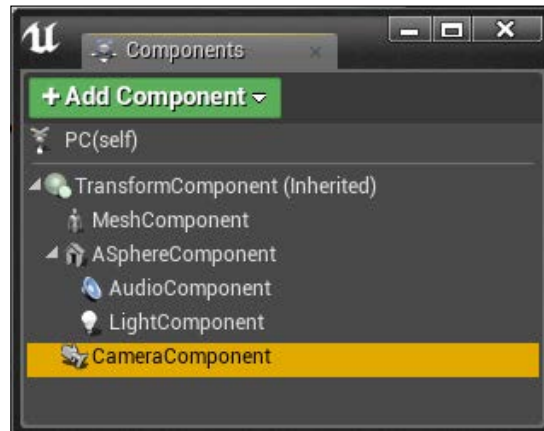 Components
+ Add Component
PC(self)
TransformComponent (Inherited)
MeshComponent
ASphereComponent
AudioComponent
LightComponent
CameraComponent